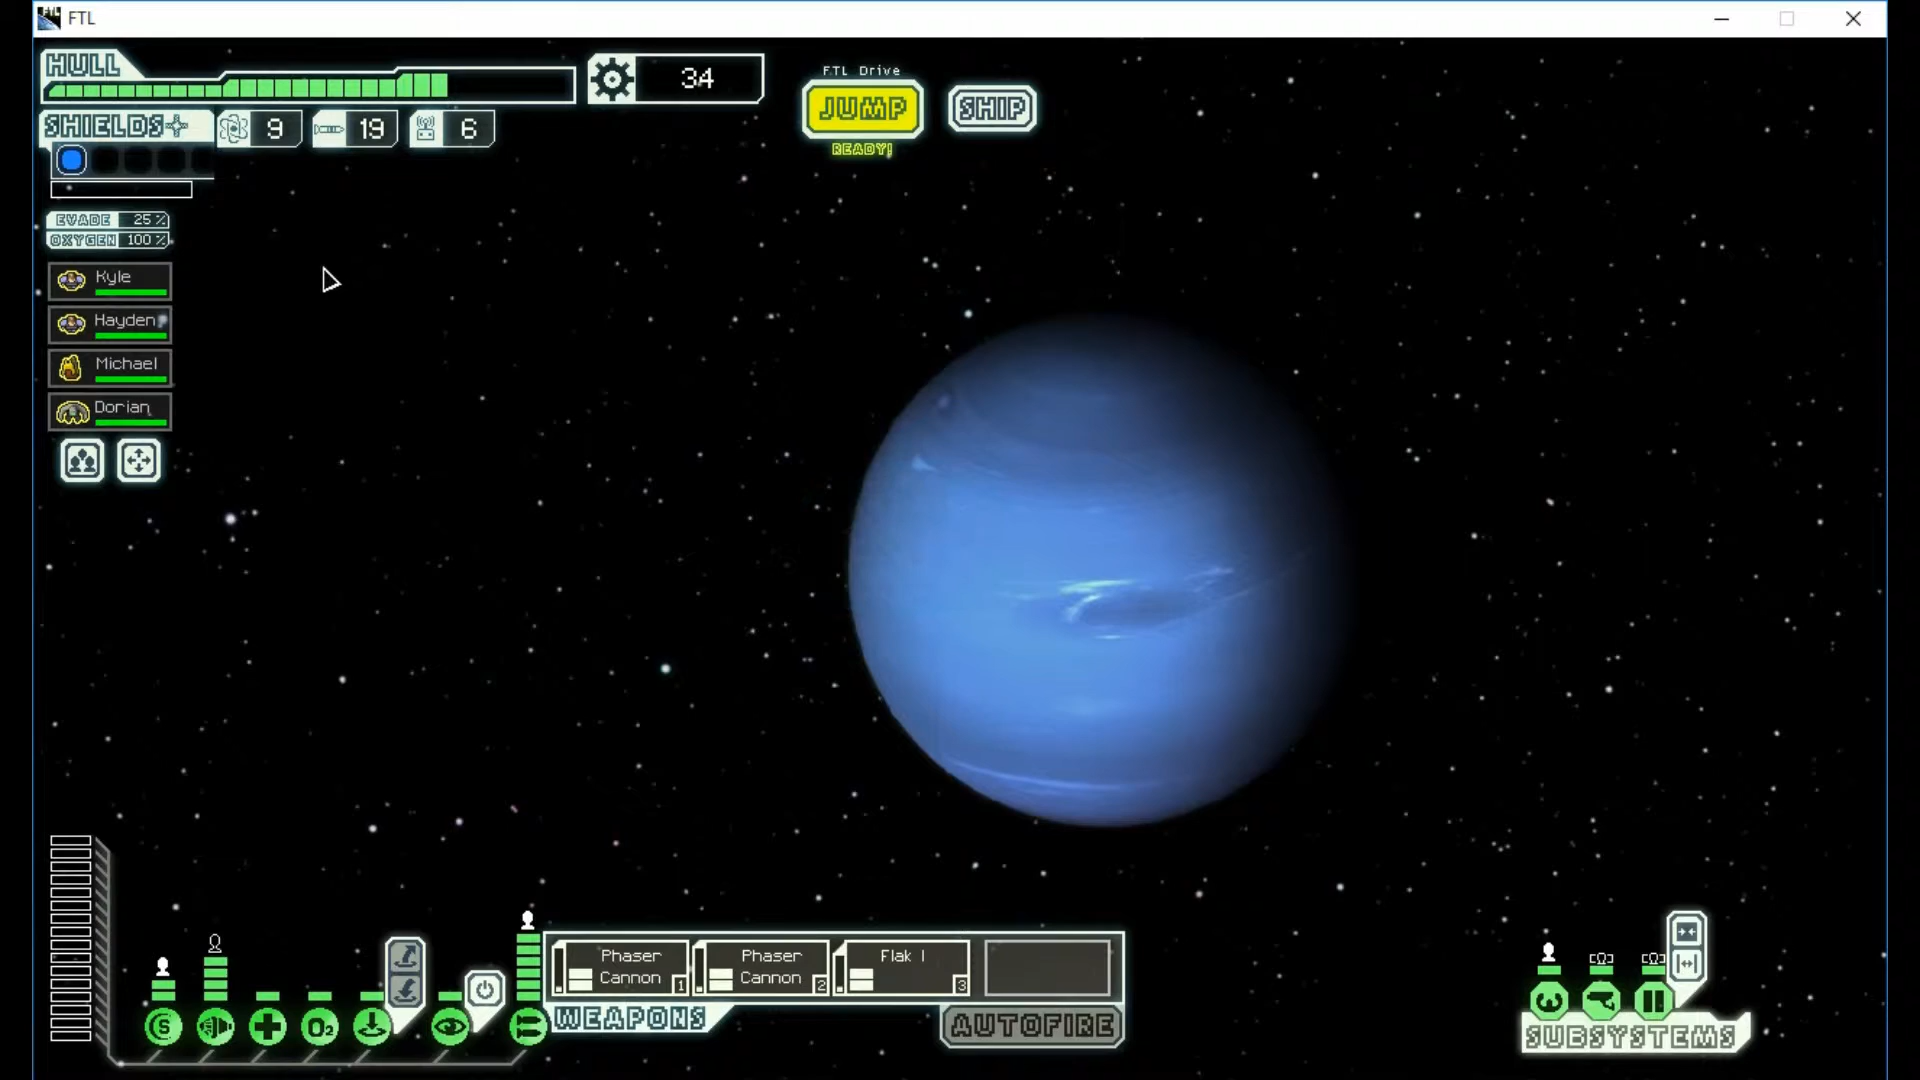 FTL
HULL
34
FTL Drive
JUMP
READY!
SHIP
SHIELDS
9
19
6
EVADE 25 %
OXYGEN 100 %
Kyle
Hayden
Michael
Dorian
S
O2
Phaser
Cannon
1
Phaser
Cannon
2
Flak I
3
WEAPONS
AUTOFIRE
SUBSYSTEMS